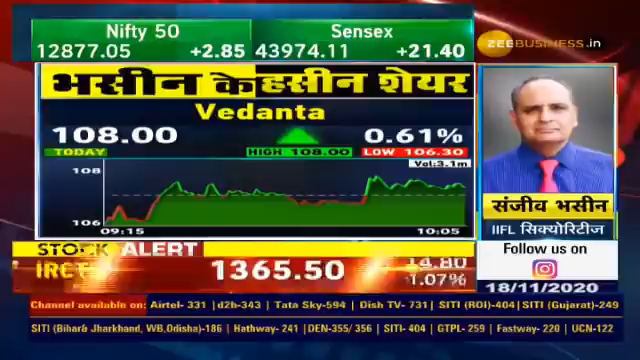 Nifty 50
12877.05 +2.85
Sensex
43974.11 +21.40
ZEEBUSINESS.in
भसीन के हसीन शेयर
Vedanta
108.00 0.61%
TODAY HIGH 108.00 LOW 106.30
Vol:3.1m
108
106
09:15 10:05
संजीव भसीन
IIFL सिक्योरिटीज
Follow us on
18/11/2020
STOCK ALERT
1365.50 14.80
1.07%
Channel available on: Airtel- 331 | d2h-343 | Tata Sky-594 | Dish TV- 731| SITI (ROI)-404| SITI (Gujarat)-249
SITI (Bihar& Jharkhand, WB,Odisha)-186 | Hathway- 241 |DEN-355/ 356 | SITI- 404 | GTPL- 259 | Fastway- 220 | UCN-122